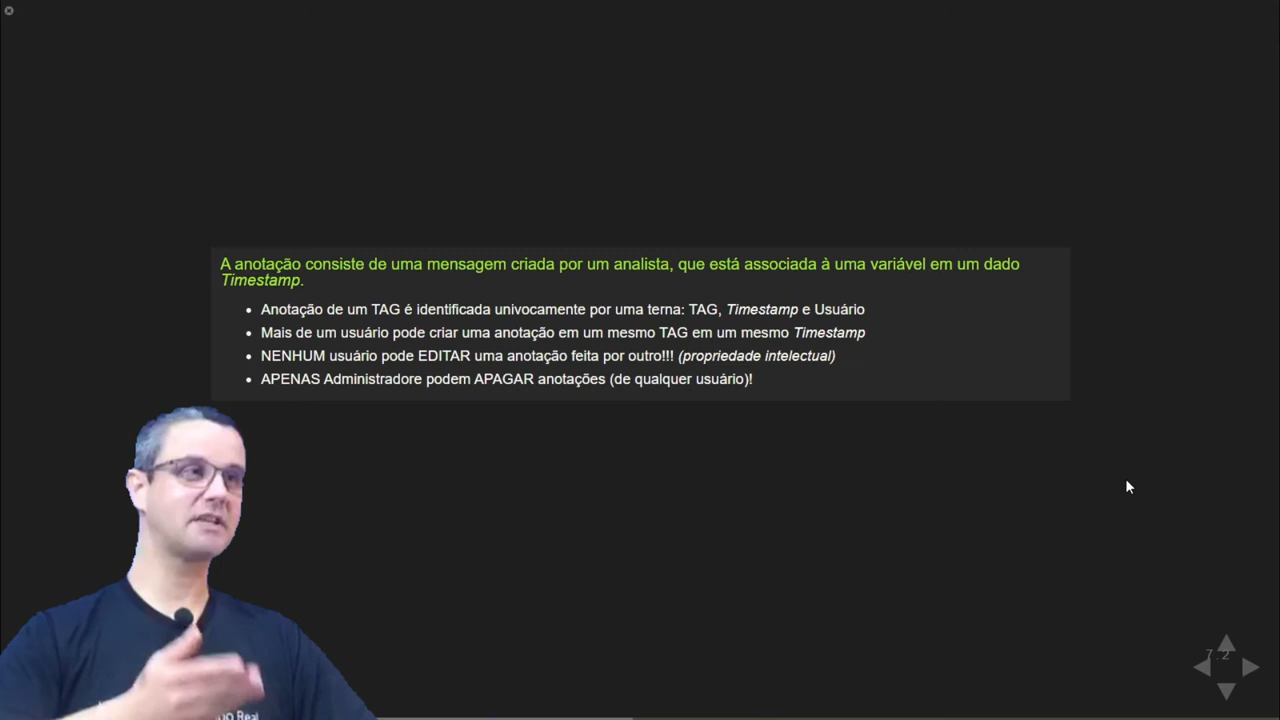 A anotação consiste de uma mensagem criada por um analista, que está associada à uma variável em um dado
Timestamp.
Anotação de um TAG é identificada univocamente por uma terna: TAG, Timestamp e Usuário
Mais de um usuário pode criar uma anotação em um mesmo TAG em um mesmo Timestamp
NENHUM usuário pode EDITAR uma anotação feita por outro!!! (propriedade intelectual)
APENAS Administradore podem APAGAR anotações (de qualquer usuário)!
7.2
Real